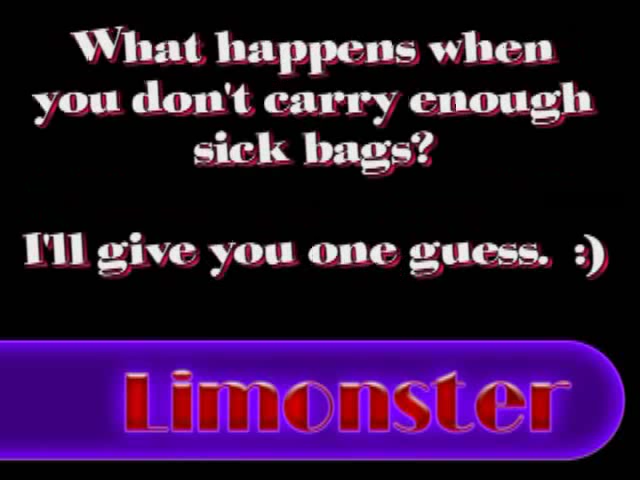 What happens when
you don't carry enough
sick bags?
I'll give you one guess. :)
Limonster